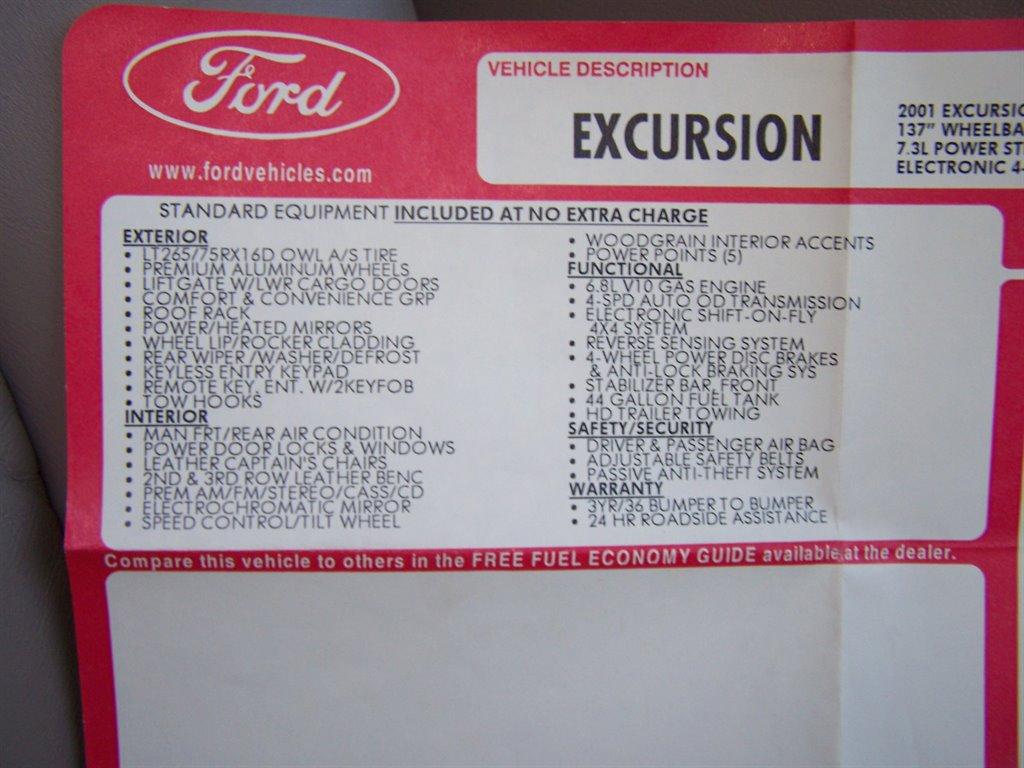 Ford
www.fordvehicles.com
VEHICLE DESCRIPTION
EXCURSION
2001
137" WHEELBA
7.3L POWER
ELECTRONIC
STANDARD EQUIPMENT INCLUDED AT NO EXTRA CHARGE
EXTERIOR
• LT265/75RX16D OWL A/S TIRE
• PREMIUM ALUMINUM WHEELS
• LIFTGATE W/LWR CARGO DOORS
• COMFORT & CONVENIENCE GRP
• ROOF RACK
• POWER/HEATED MIRRORS
• WHEEL LIP/ROCKER CLADDING
• REAR WIPER/WASHER/DEFROST
• KEYLESS ENTRY KEYPAD
• REMOTE KEY. ENT. W/2KEYFOB
• TOW HOOKS
INTERIOR
• MAN FRT/REAR AIR CONDITION
• POWER DOOR LOCKS & WINDOWS
• LEATHER CAPTAIN'S CHAIRS
• 2ND & 3RD ROW LEATHER BENC
• PREM AM/FM/STEREO/CASS/CD
• ELECTROCHROMATIC MIRROR
• SPEED CONTROL/TILT WHEEL
• WOODGRAIN INTERIOR ACCENTS
• POWER POINTS (5)
FUNCTIONAL
• 6.8L V10 GAS ENGINE
• 4-SPD AUTO OD TRANSMISSION
• ELECTRONIC SHIFT-ON-FLY
4X4 SYSTEM
• REVERSE SENSING SYSTEM
• 4-WHEEL POWER DISC BRAKES
& ANTI-LOCK BRAKING SYS
• STABILIZER BAR, FRONT
• 44 GALLON FUEL TANK
• HD TRAILER TOWING
SAFETY/SECURITY
• DRIVER & PASSENGER AIR BAG
• ADJUSTABLE SAFETY BELTS
• PASSIVE ANTI-THEFT SYSTEM
WARRANTY
• 3YR/36 BUMPER TO BUMPER
• 24 HR ROADSIDE ASSISTANCE
Compare this vehicle to others in the FREE FUEL ECONOMY GUIDE available at the dealer.